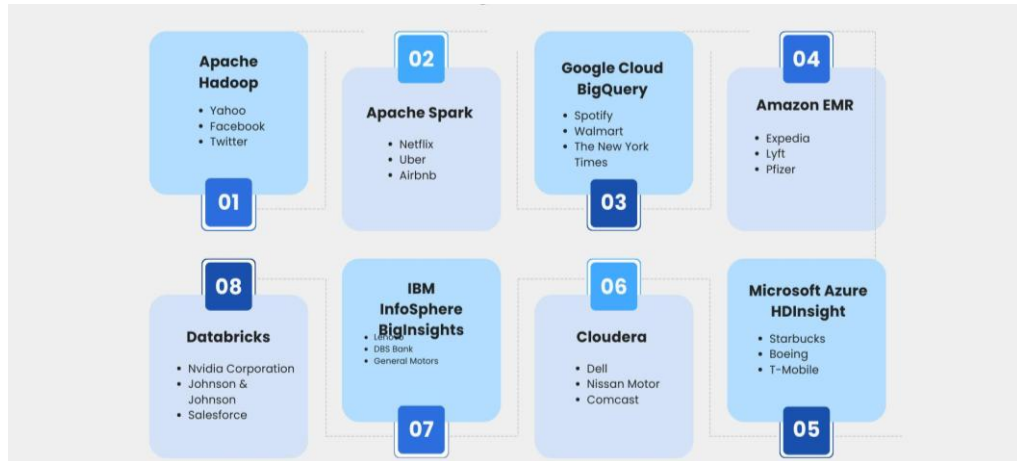 Apache
Hadoop
• Yahoo
• Facebook
• Twitter
01
02
Apache Spark
• Netflix
• Uber
• Airbnb
Google Cloud
BigQuery
• Spotify
• Walmart
• The New York
Times
03
04
Amazon EMR
• Expedia
• Lyft
• Pfizer
08
Databricks
• Nvidia Corporation
• Johnson &
Johnson
• Salesforce
IBM
InfoSphere
BigInsights
• Lenovo
• DBS Bank
• General Motors
07
06
Cloudera
• Dell
• Nissan Motor
• Comcast
Microsoft Azure
HDInsight
• Starbucks
• Boeing
• T-Mobile
05